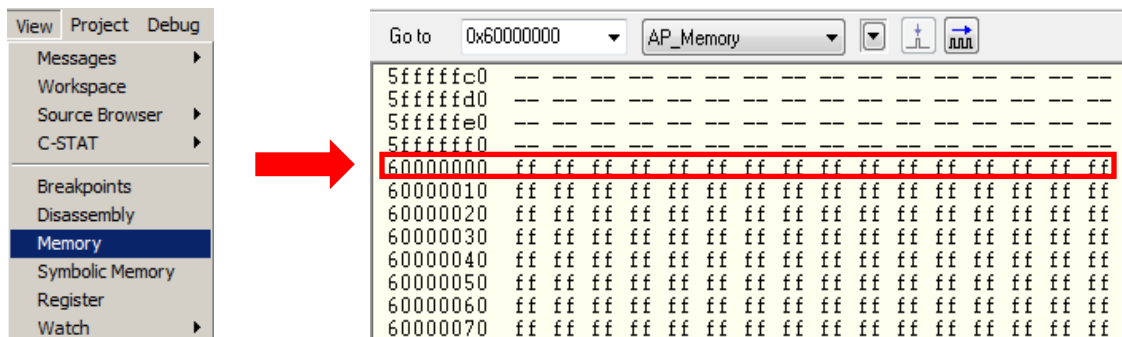 View Project Debug
Messages
Workspace
Source Browser
C-STAT
Breakpoints
Disassembly
Memory
Symbolic Memory
Register
Watch
Go to 0x60000000 AP_Memory
5fffffc0 -- -- -- -- -- -- -- -- -- -- -- -- -- -- -- --
5fffffd0 -- -- -- -- -- -- -- -- -- -- -- -- -- -- -- --
5fffffe0 -- -- -- -- -- -- -- -- -- -- -- -- -- -- -- --
5ffffff0 -- -- -- -- -- -- -- -- -- -- -- -- -- -- -- --
60000000 ff ff ff ff ff ff ff ff ff ff ff ff ff ff ff ff
60000010 ff ff ff ff ff ff ff ff ff ff ff ff ff ff ff ff
60000020 ff ff ff ff ff ff ff ff ff ff ff ff ff ff ff ff
60000030 ff ff ff ff ff ff ff ff ff ff ff ff ff ff ff ff
60000040 ff ff ff ff ff ff ff ff ff ff ff ff ff ff ff ff
60000050 ff ff ff ff ff ff ff ff ff ff ff ff ff ff ff ff
60000060 ff ff ff ff ff ff ff ff ff ff ff ff ff ff ff ff
60000070 ff ff ff ff ff ff ff ff ff ff ff ff ff ff ff ff